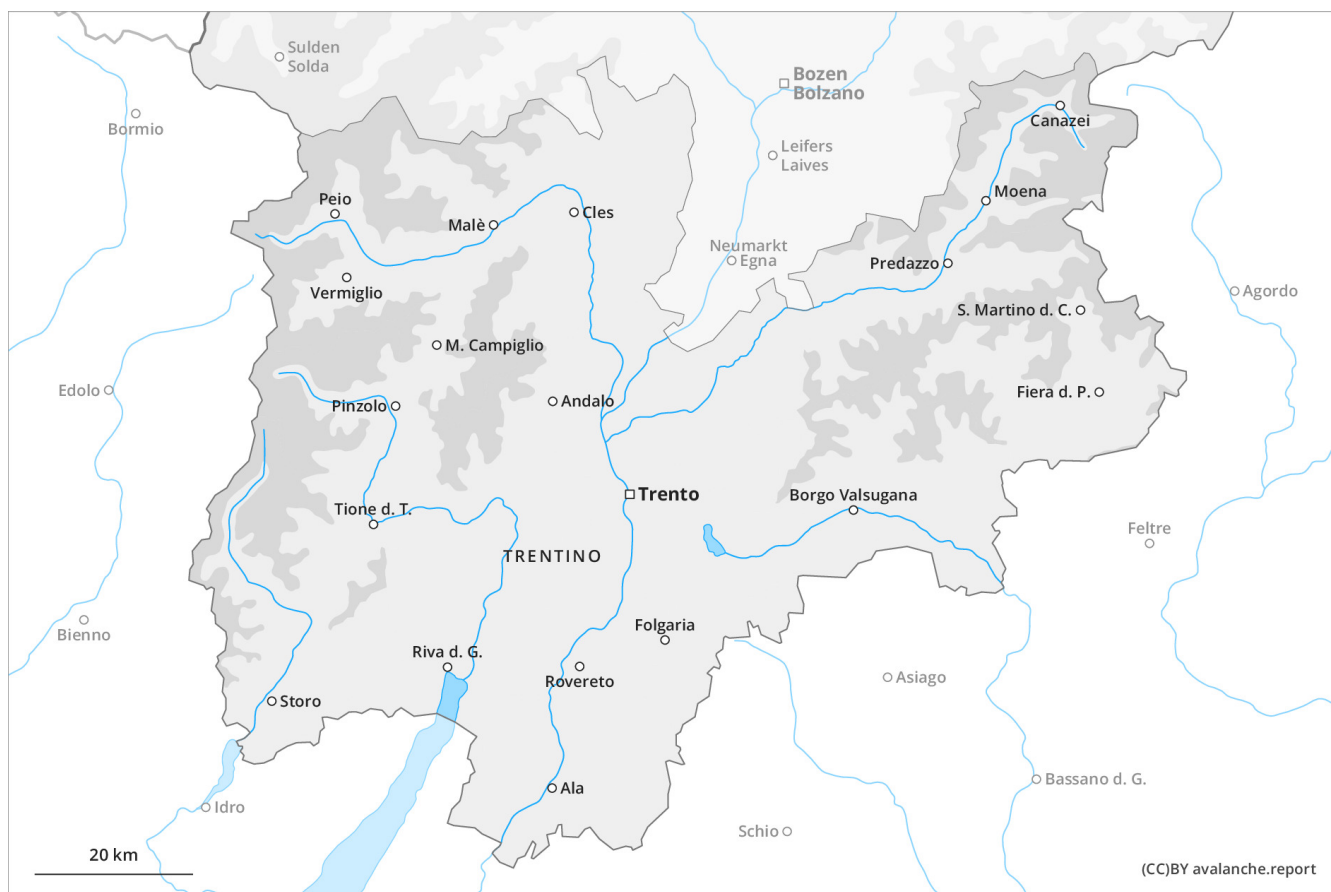 Sulden
Solda
Bozen
Bolzano
Bormio
Canazei
Leifers
Laives
Peio
Moena
Malè
Cles
Neumarkt
Egna
Predazzo
Vermiglio
Agordo
S. Martino d. C.
M. Campiglio
Edolo
Andalo
Fiera d. P.
Pinzolo
Trento
Borgo Valsugana
Tione d. T.
Feltre
TRENTINO
Bienno
Folgaria
Riva d. G.
Rovereto
Asiago
Storo
Bassano d. G.
Ala
Idro
Schio
20 km
(CC)BY avalanche.report